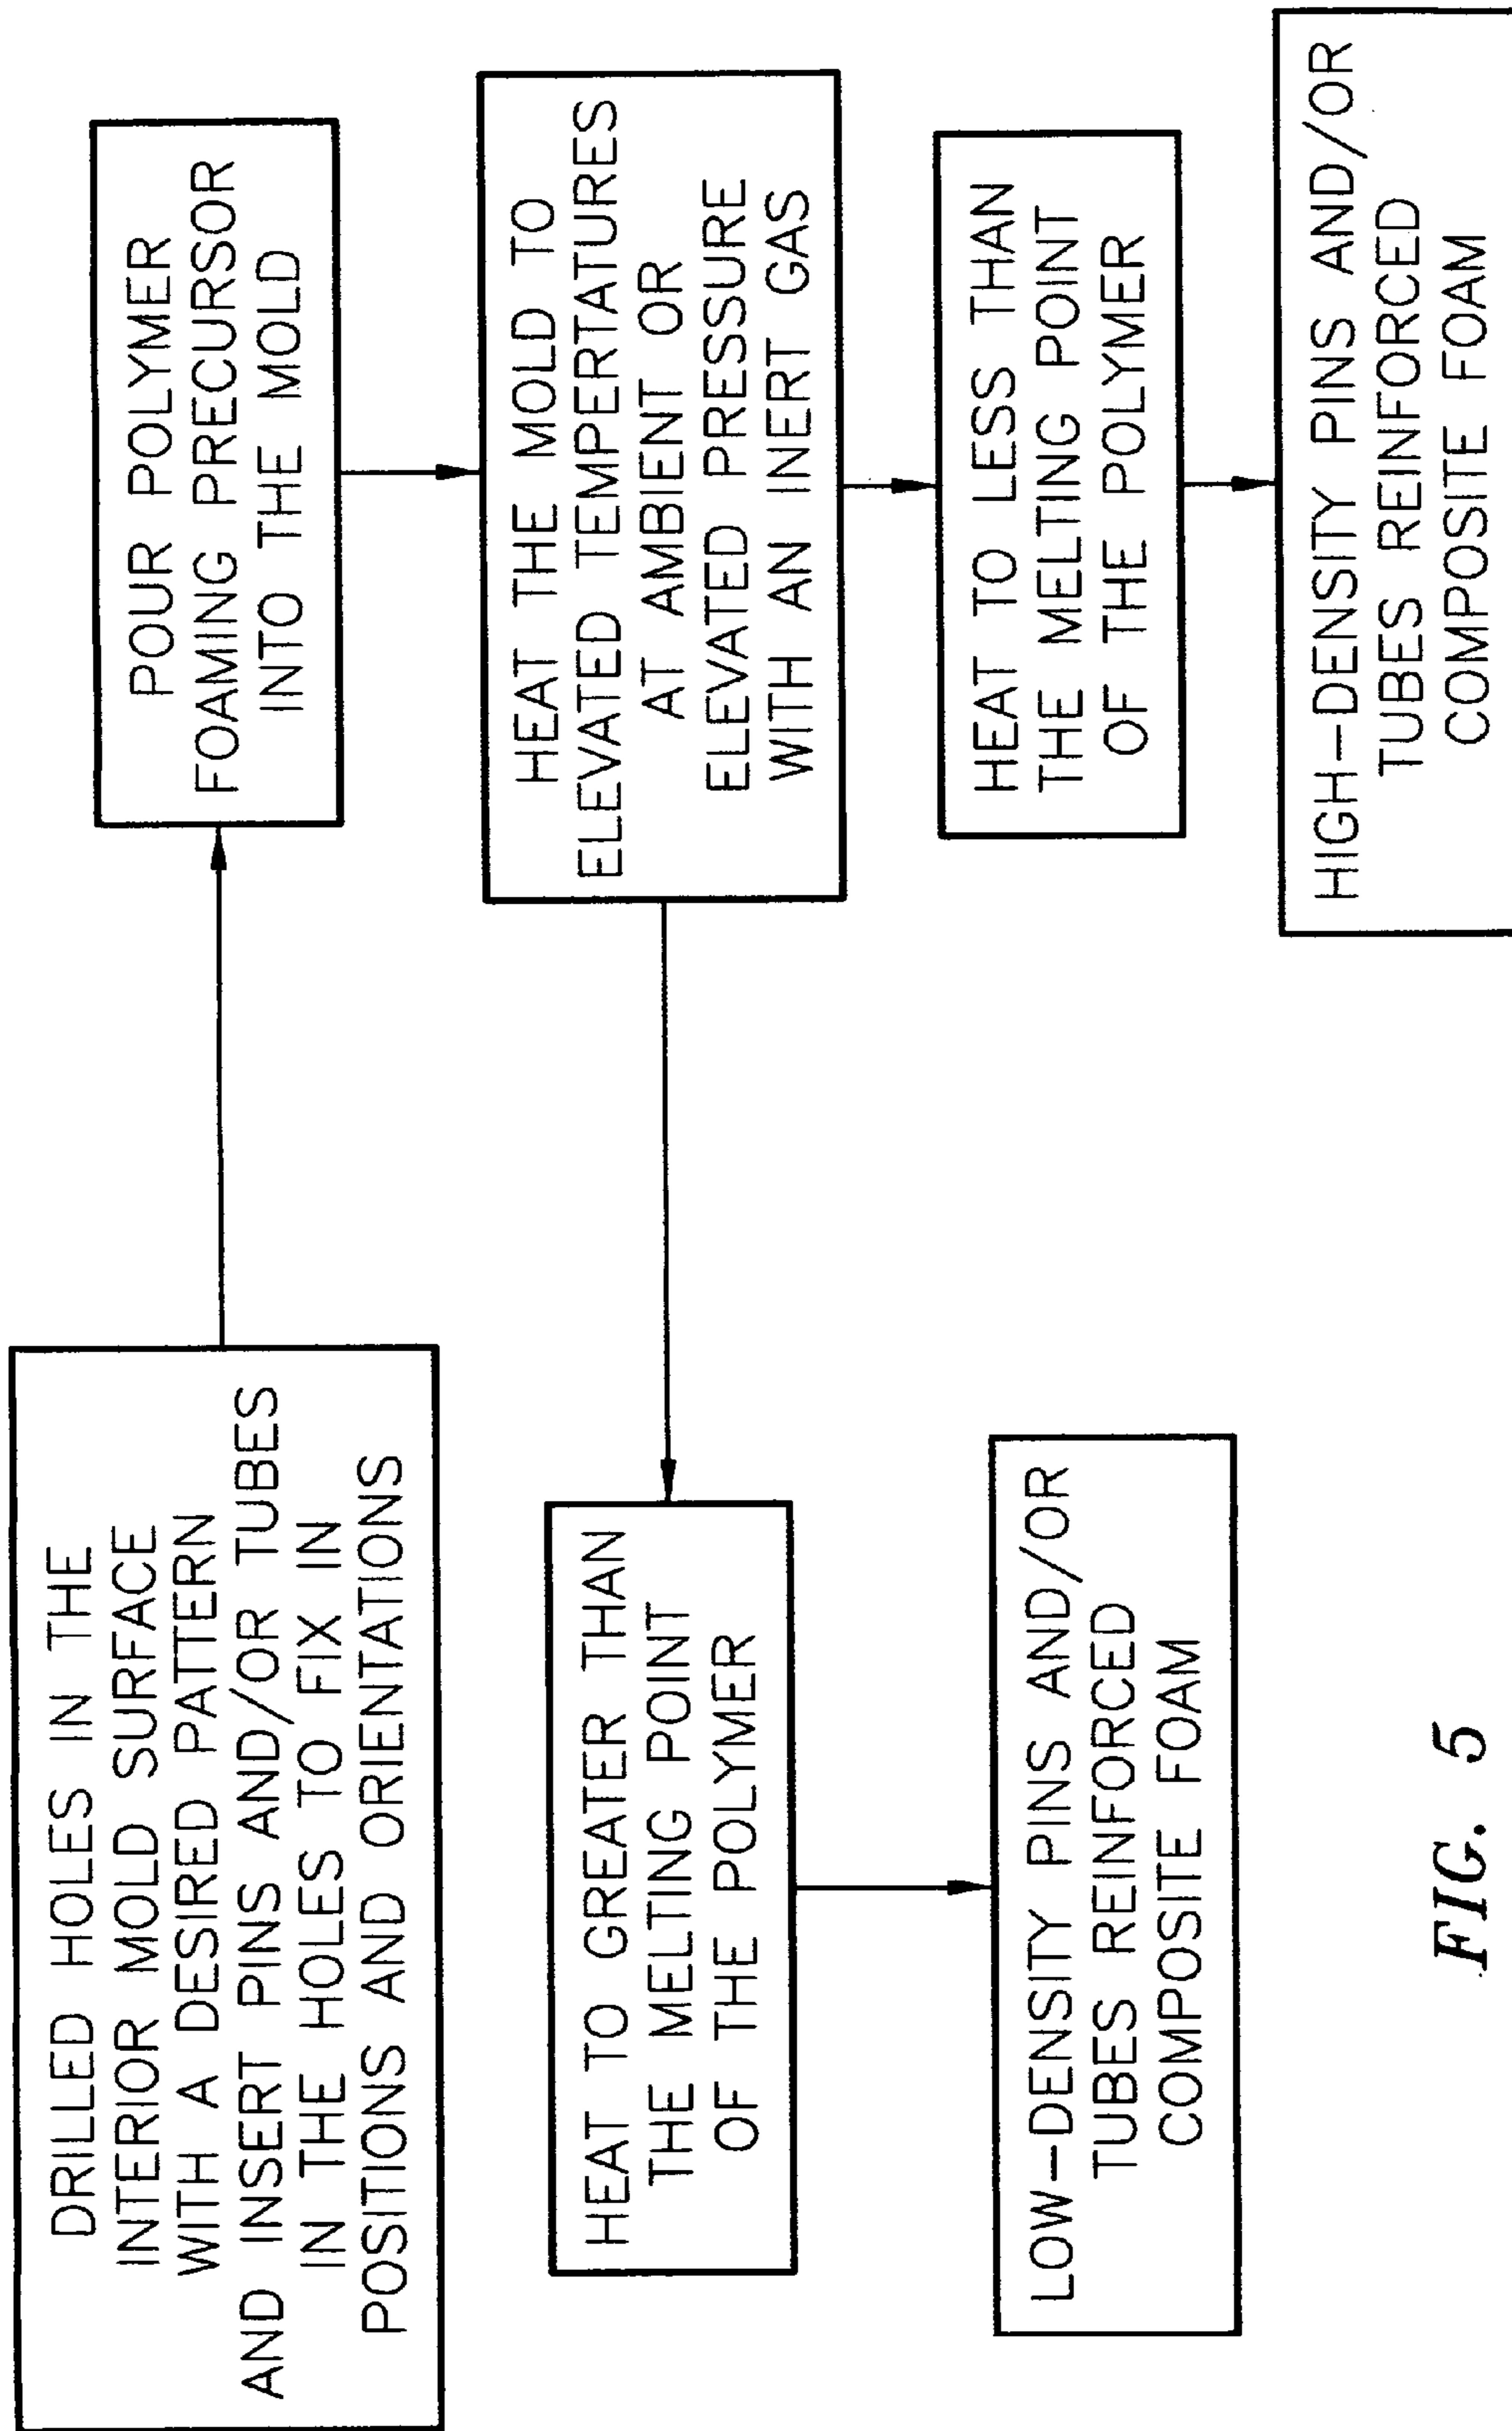 DRILLED HOLES IN THE
INTERIOR MOLD SURFACE
WITH A DESIRED PATTERN
AND INSERT PINS AND/OR TUBES
IN THE HOLES TO FIX IN
POSITIONS AND ORIENTATIONS
POUR POLYMER
FOAMING PRECURSOR
INTO THE MOLD
HEAT THE MOLD TO
ELEVATED TEMPERTATURES
AT AMBIENT OR
ELEVATED PRESSURE
WITH AN INERT GAS
HEAT TO GREATER THAN
THE MELTING POINT
OF THE POLYMER
HEAT TO LESS THAN
THE MELTING POINT
OF THE POLYMER
LOW-DENSITY PINS AND/OR
TUBES REINFORCED
COMPOSITE FOAM
HIGH-DENSITY PINS AND/OR
TUBES REINFORCED
COMPOSITE FOAM
FIG. 5